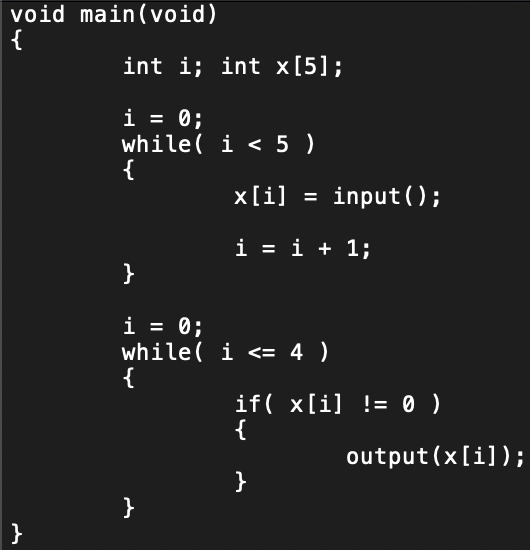 void main(void)
{
int i; int x[5];
i = 0;
while( i < 5 )
{
x[i] = input();
i = i + 1;
}
i = 0;
while( i <= 4 )
{
if( x[i] != 0 )
{
output(x[i]);
}
}
}